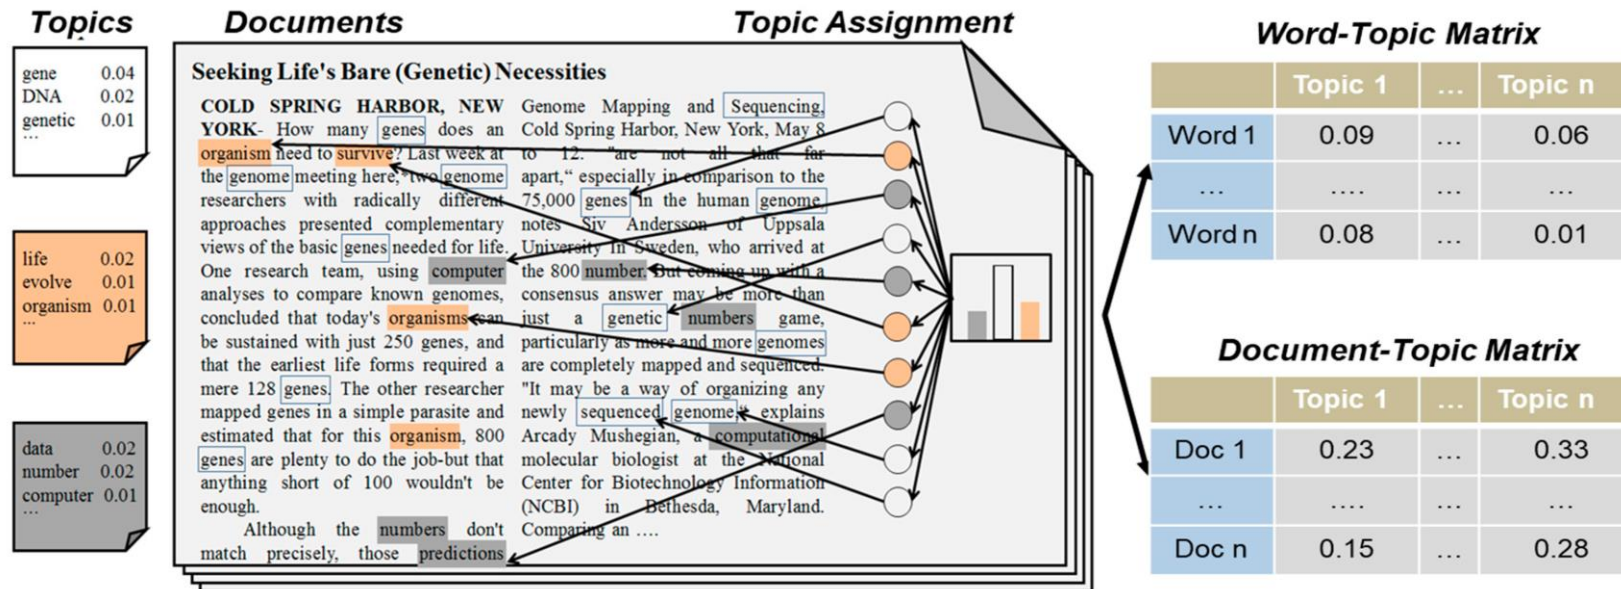 Topics
gene 0.04
DNA 0.02
genetic 0.01
...
life 0.02
evolve 0.01
organism 0.01
...
data 0.02
number 0.02
computer 0.01
...
Documents
Topic Assignment
Seeking Life's Bare (Genetic) Necessities
COLD SPRING HARBOR, NEW
YORK- How many genes does an
organism need to survive? Last week at
the genome meeting here, "two genome
researchers with radically different
approaches presented complementary
views of the basic genes needed for life.
One research team, using computer
analyses to compare known genomes,
concluded that today's organisms can
be sustained with just 250 genes, and
that the earliest life forms required a
mere 128 genes. The other researcher
mapped genes in a simple parasite and
estimated that for this organism, 800
genes are plenty to do the job-but that
anything short of 100 wouldn't be
enough.
Although the numbers don't
match precisely, those predictions
Genome Mapping and Sequencing,
Cold Spring Harbor, New York, May 8
to 12. "are not all that far
apart," especially in comparison to the
75,000 genes in the human genome,
notes Siv Andersson of Uppsala
University In Sweden, who arrived at
the 800 number. But coming up with a
consensus answer may be more than
just a genetic numbers game,
particularly as more and more genomes
are completely mapped and sequenced.
"It may be a way of organizing any
newly sequenced genome," explains
Arcady Mushegian, a computational
molecular biologist at the National
Center for Biotechnology Information
(NCBI) in Bethesda, Maryland.
Comparing an ....
Word-Topic Matrix
Topic 1 ... Topic n
Word 1 0.09 ... 0.06
... .... ... ...
Word n 0.08 ... 0.01
Document-Topic Matrix
Topic 1 ... Topic n
Doc 1 0.23 ... 0.33
... .... ... ...
Doc n 0.15 ... 0.28